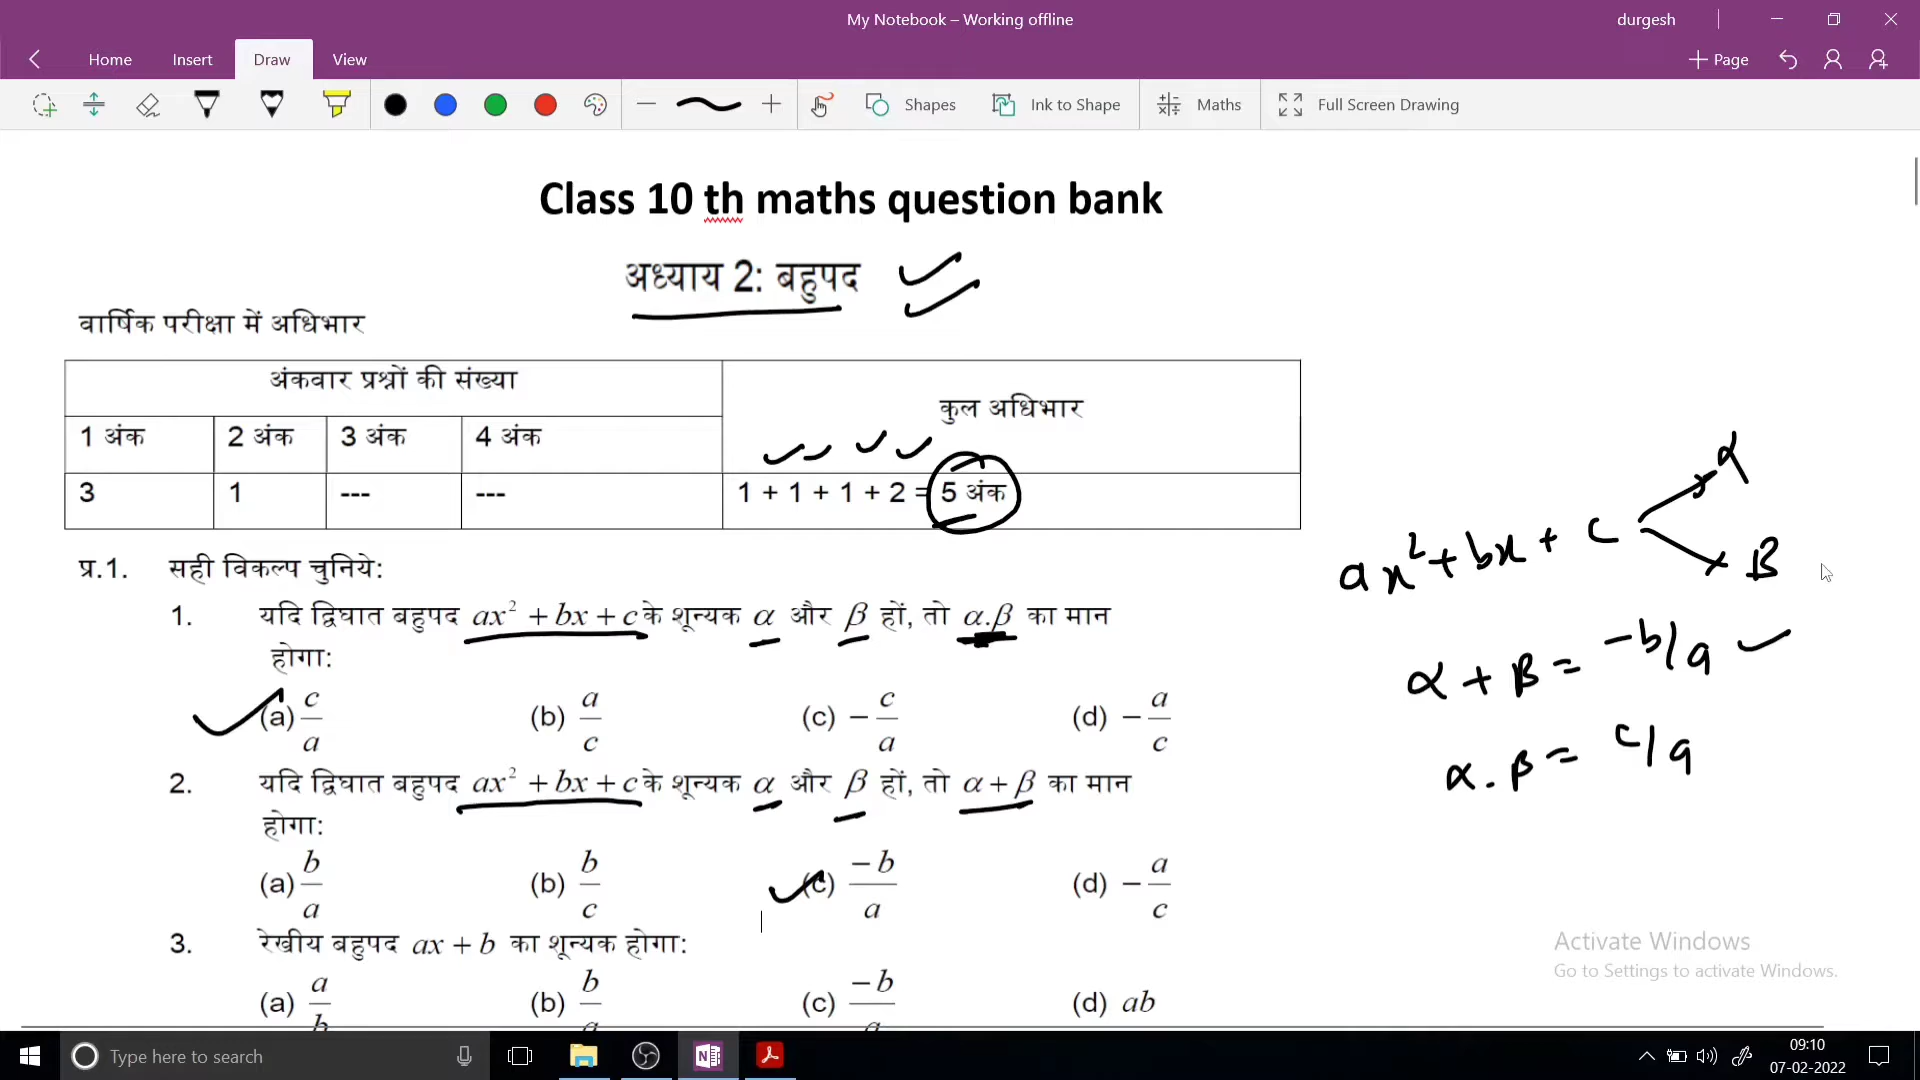 My Notebook – Working offline
durgesh
Home Insert Draw View
Page
Shapes Ink to Shape Maths Full Screen Drawing
Class 10 th maths question bank
अध्याय 2: बहुपद
वार्षिक परीक्षा में अधिभार
अंकवार प्रश्नों की संख्या
कुल अधिभार
1 अंक 2 अंक 3 अंक 4 अंक
3 1 --- --- 1 + 1 + 1 + 2 = 5 अंक
प्र.1. सही विकल्प चुनिये:
1. यदि द्विघात बहुपद ax² + bx + c के शून्यक α और β हों, तो α.β का मान
होगा:
(a) c/a (b) a/c (c) − c/a (d) − a/c
2. यदि द्विघात बहुपद ax² + bx + c के शून्यक α और β हों, तो α + β का मान
होगा:
(a) b/a (b) b/c (c) −b/a (d) − a/c
3. रेखीय बहुपद ax + b का शून्यक होगा:
(a) a/b (b) b/a (c) −b/a (d) ab
α
ax² + bx + c
β
α + β = −b/a
α . β = c/a
Activate Windows
Go to Settings to activate Windows.
Type here to search
09:10
07-02-2022